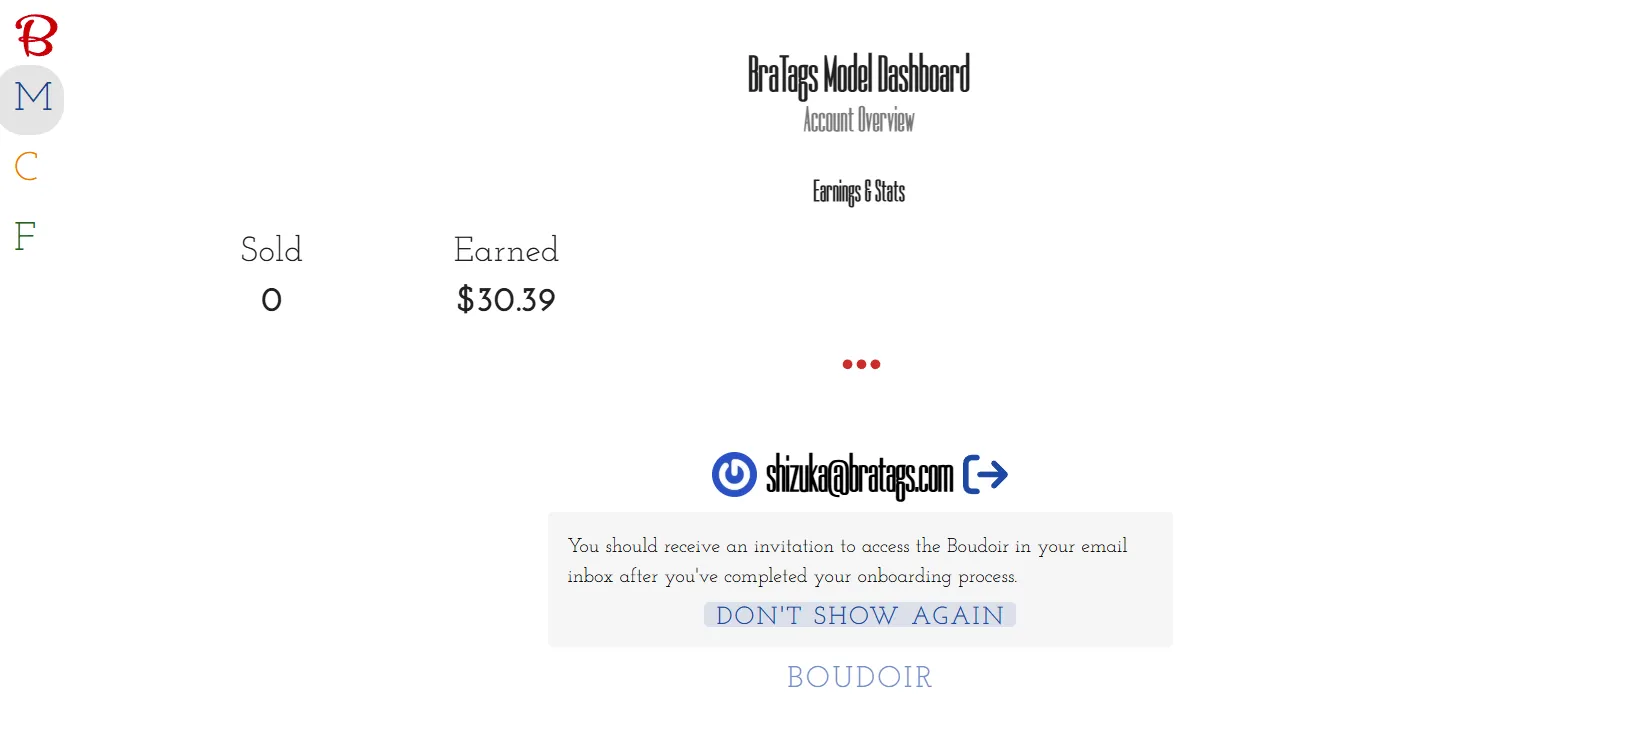 B
M
C
F
BraTags Model Dashboard
Account Overview
Earnings & Stats
Sold
0
Earned
$30.39
shizuka@bratags.com
You should receive an invitation to access the Boudoir in your email
inbox after you've completed your onboarding process.
DON'T SHOW AGAIN
BOUDOIR